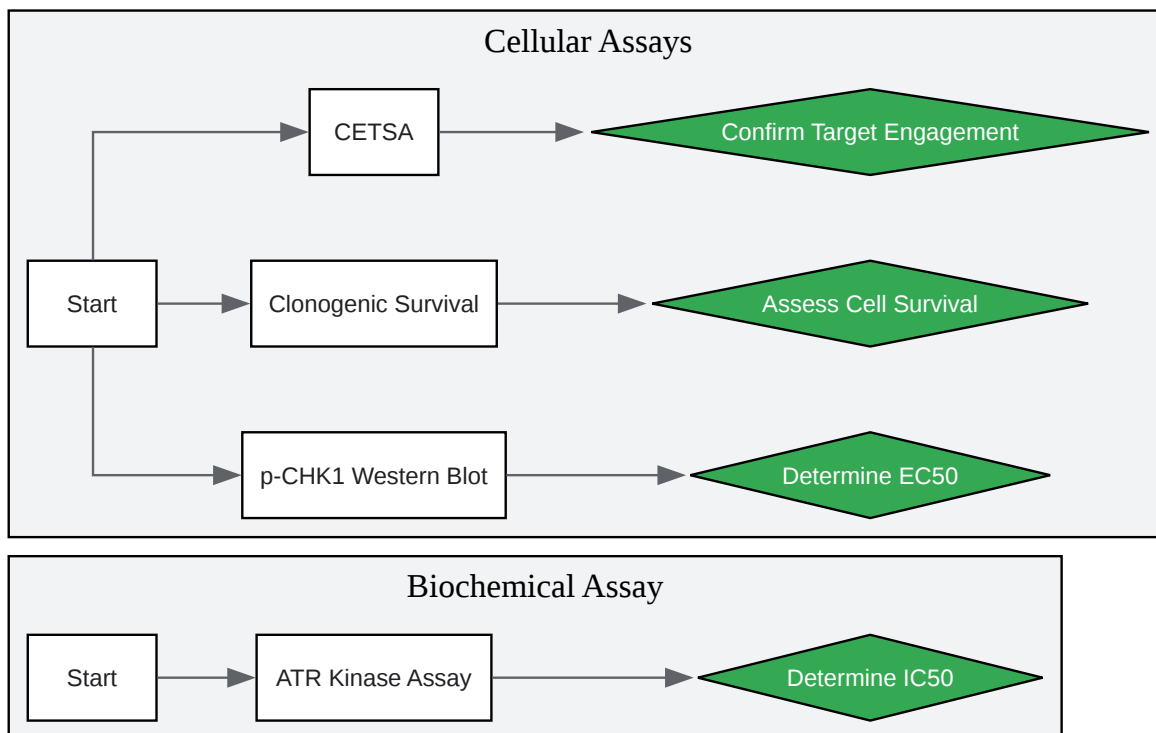 Cellular Assays
CETSA
Confirm Target Engagement
Start
Clonogenic Survival
Assess Cell Survival
p-CHK1 Western Blot
Determine EC50
Biochemical Assay
Start
ATR Kinase Assay
Determine IC50